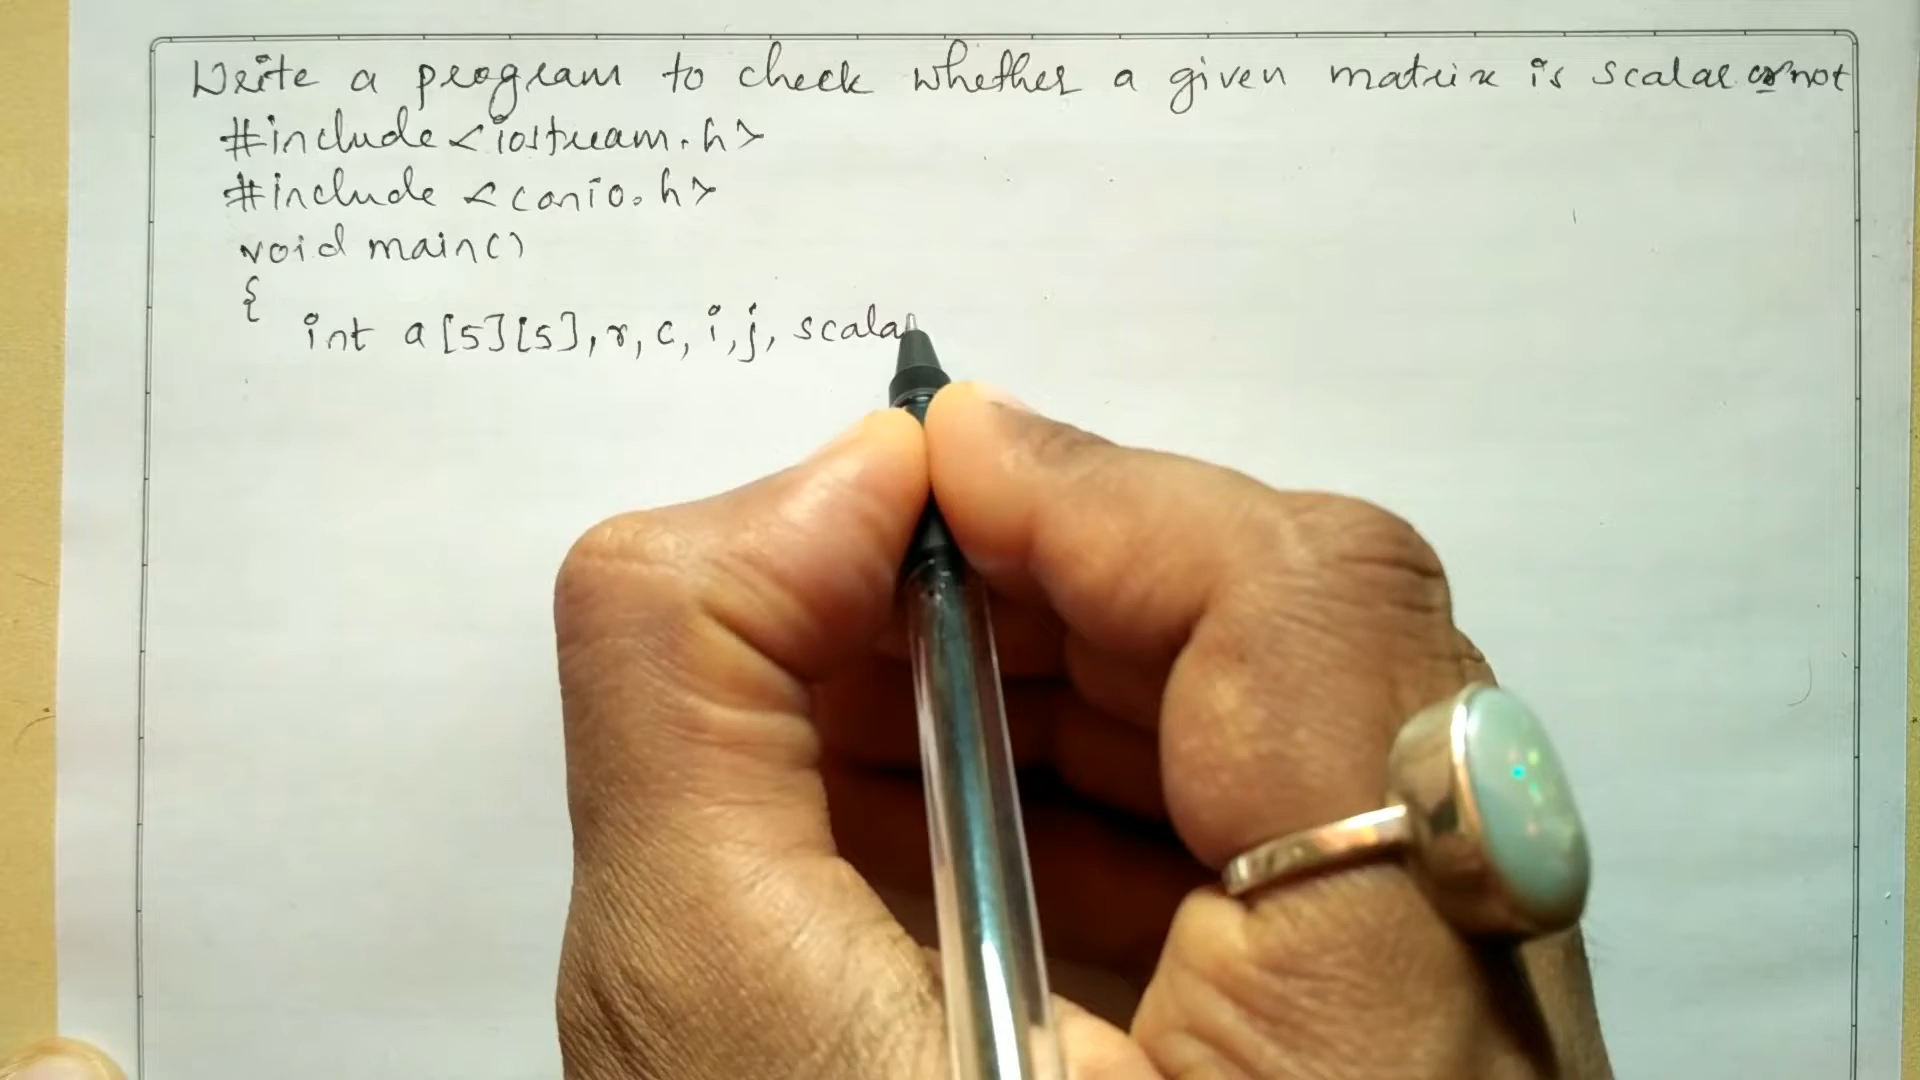 Write a program to check whether a given matrix is scalar or not
#include <iostream.h>
#include <conio.h>
void main()
{
int a[5][5], r, c, i, j, scala